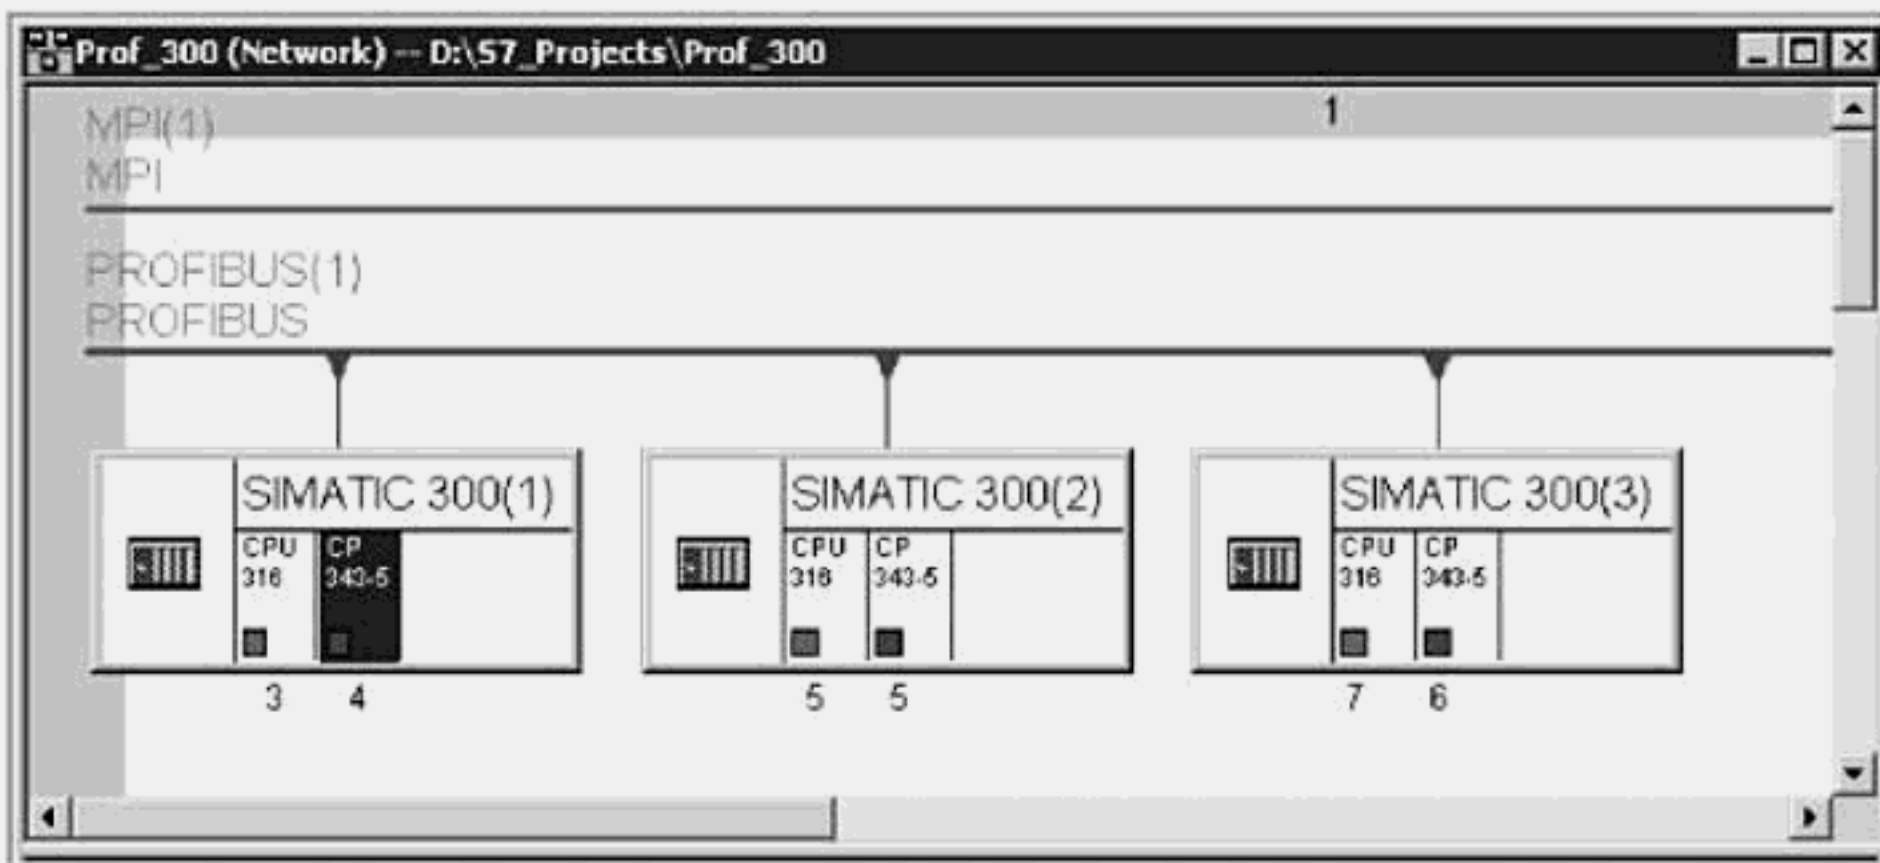 Prof_300 (Network) -- D:\S7_Projects\Prof_300
1
MPI(1)
MPI
PROFIBUS(1)
PROFIBUS
SIMATIC 300(1)
CPU 316
CP 343-5
3 4
SIMATIC 300(2)
CPU 316
CP 343-5
5 5
SIMATIC 300(3)
CPU 316
CP 343-5
7 6